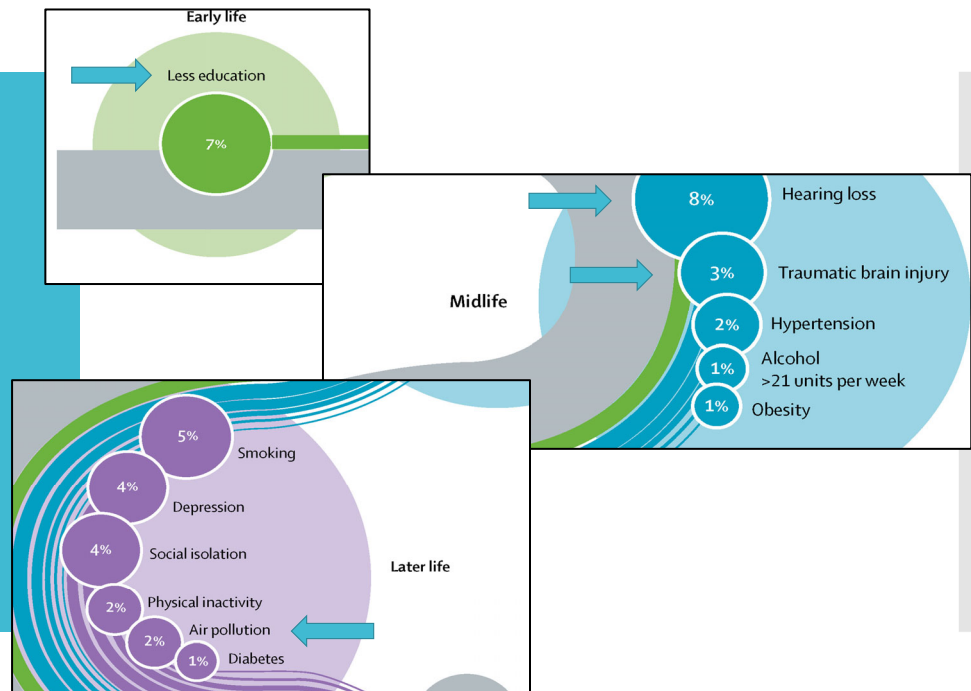 Early life
Less education
7%
8%
Hearing loss
3%
Traumatic brain injury
Midlife
2%
Hypertension
1%
Alcohol
>21 units per week
1%
Obesity
5%
Smoking
4%
Depression
4%
Social isolation
Later life
2%
Physical inactivity
2%
Air pollution
1%
Diabetes